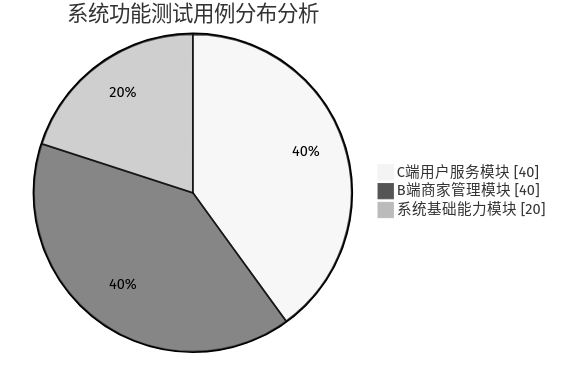 系统功能测试用例分布分析
20%
40%
40%
C端用户服务模块 [40]
B端商家管理模块 [40]
系统基础能力模块 [20]